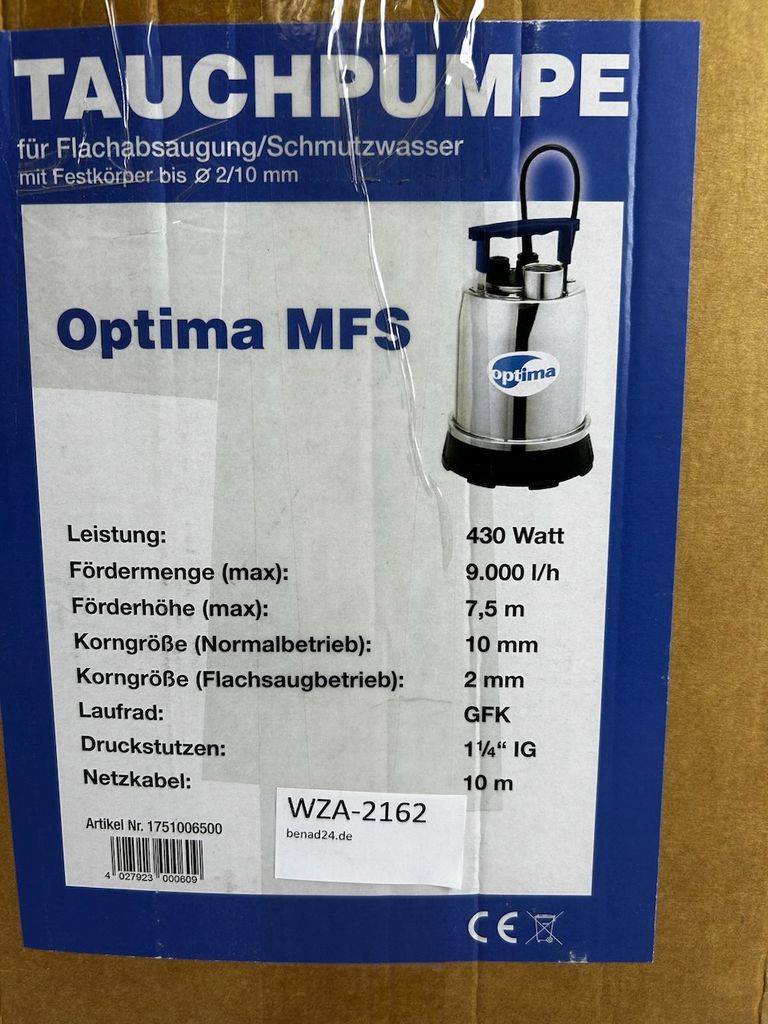 TAUCHPUMPE
für Flachabsaugung/Schmutzwasser
mit Festkörper bis Ø 2/10 mm
Optima MFS
optima
Leistung: 430 Watt
Fördermenge (max): 9.000 l/h
Förderhöhe (max): 7,5 m
Korngröße (Normalbetrieb): 10 mm
Korngröße (Flachsaugbetrieb): 2 mm
Laufrad: GFK
Druckstutzen: 1¼“ IG
Netzkabel: 10 m
Artikel Nr. 1751006500
4 027923 000609
WZA-2162
benad24.de
CE